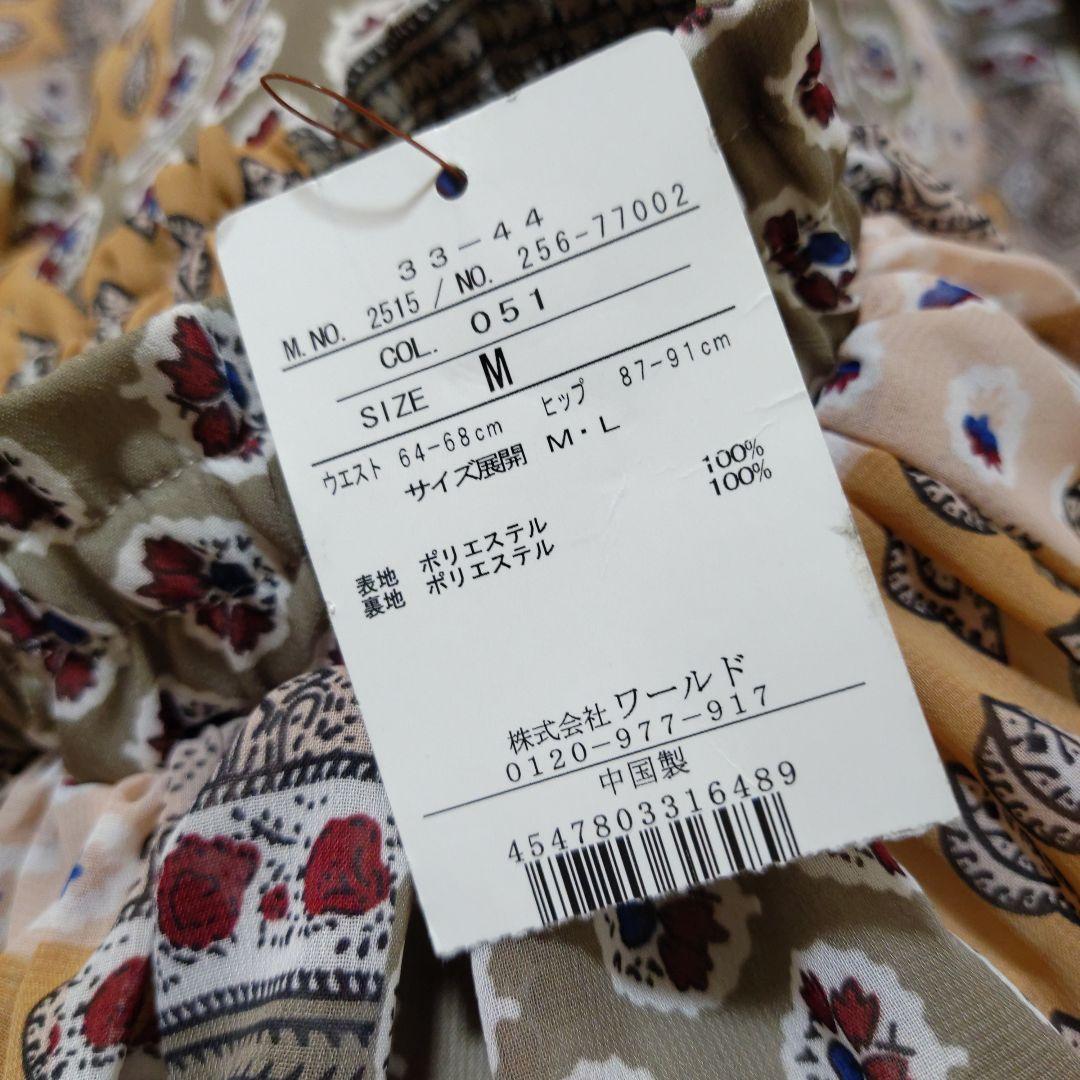 33-44
M.NO. 2515 / NO. 256-77002
COL. 051
SIZE M
ウエスト 64-68cm ヒップ 87-91cm
サイズ展開 M・L
表地 ポリエステル 100%
裏地 ポリエステル 100%
株式会社ワールド
0120-977-917
中国製
4547803316489